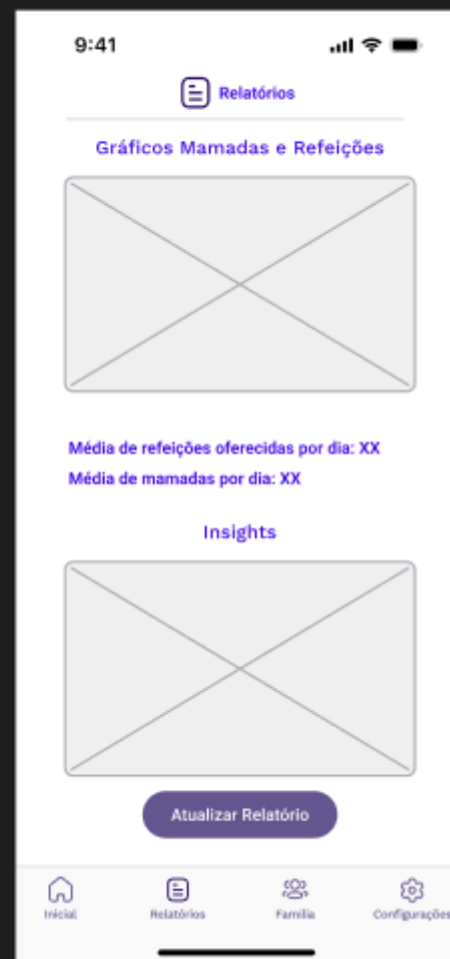 9:41
Relatórios
Gráficos Mamadas e Refeições
Média de refeições oferecidas por dia: XX
Média de mamadas por dia: XX
Insights
Atualizar Relatório
Inicial
Relatórios
Família
Configurações